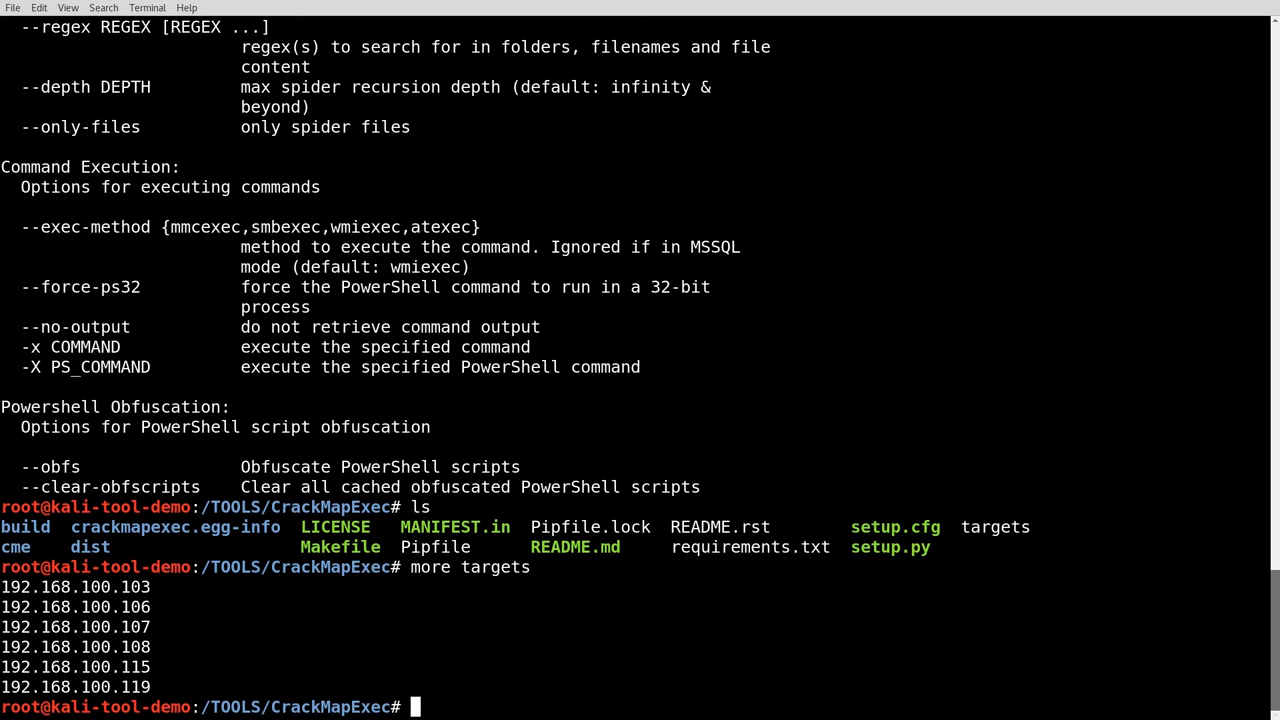 File Edit View Search Terminal Help
--regex REGEX [REGEX ...]
regex(s) to search for in folders, filenames and file
content
--depth DEPTH max spider recursion depth (default: infinity &
beyond)
--only-files only spider files
Command Execution:
Options for executing commands
--exec-method {mmcexec,smbexec,wmiexec,atexec}
method to execute the command. Ignored if in MSSQL
mode (default: wmiexec)
--force-ps32 force the PowerShell command to run in a 32-bit
process
--no-output do not retrieve command output
-x COMMAND execute the specified command
-X PS_COMMAND execute the specified PowerShell command
Powershell Obfuscation:
Options for PowerShell script obfuscation
--obfs Obfuscate PowerShell scripts
--clear-obfscripts Clear all cached obfuscated PowerShell scripts
root@kali-tool-demo:/TOOLS/CrackMapExec# ls
build crackmapexec.egg-info LICENSE MANIFEST.in Pipfile.lock README.rst setup.cfg targets
cme dist Makefile Pipfile README.md requirements.txt setup.py
root@kali-tool-demo:/TOOLS/CrackMapExec# more targets
192.168.100.103
192.168.100.106
192.168.100.107
192.168.100.108
192.168.100.115
192.168.100.119
root@kali-tool-demo:/TOOLS/CrackMapExec#